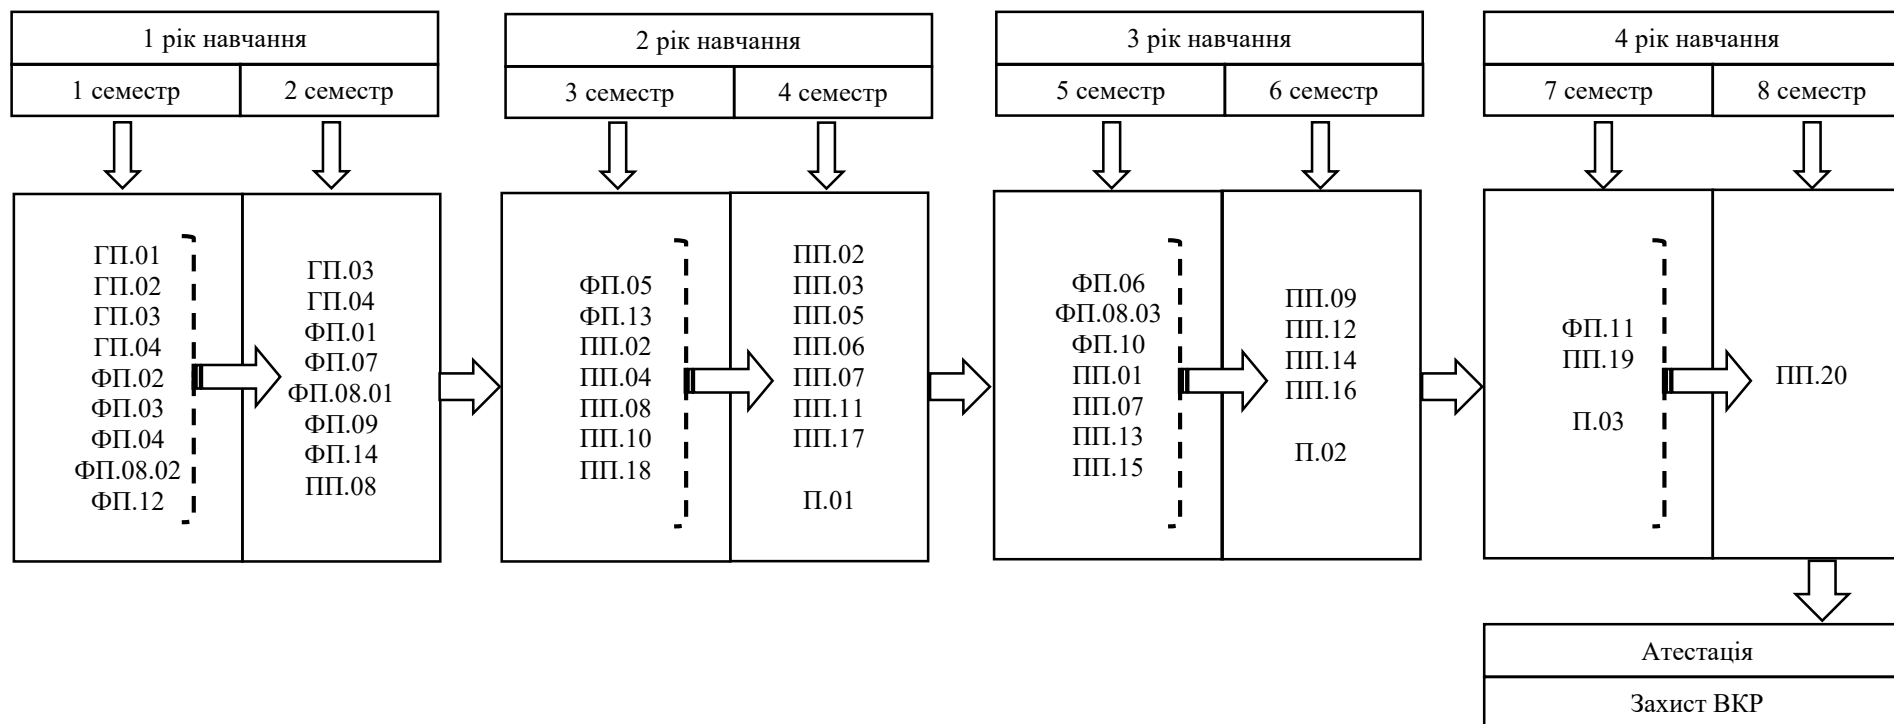 1 рік навчання
1 семестр
2 семестр
2 рік навчання
3 семестр
4 семестр
3 рік навчання
5 семестр
6 семестр
4 рік навчання
7 семестр
8 семестр
ГП.01
ГП.02
ГП.03
ГП.04
ФП.02
ФП.03
ФП.04
ФП.08.02
ФП.12
ГП.03
ГП.04
ФП.01
ФП.07
ФП.08.01
ФП.09
ФП.14
ПП.08
ФП.05
ФП.13
ПП.02
ПП.04
ПП.08
ПП.10
ПП.18
ПП.02
ПП.03
ПП.05
ПП.06
ПП.07
ПП.11
ПП.17
П.01
ФП.06
ФП.08.03
ФП.10
ПП.01
ПП.07
ПП.13
ПП.15
ПП.09
ПП.12
ПП.14
ПП.16
П.02
ФП.11
ПП.19
П.03
ПП.20
Атестація
Захист ВКР